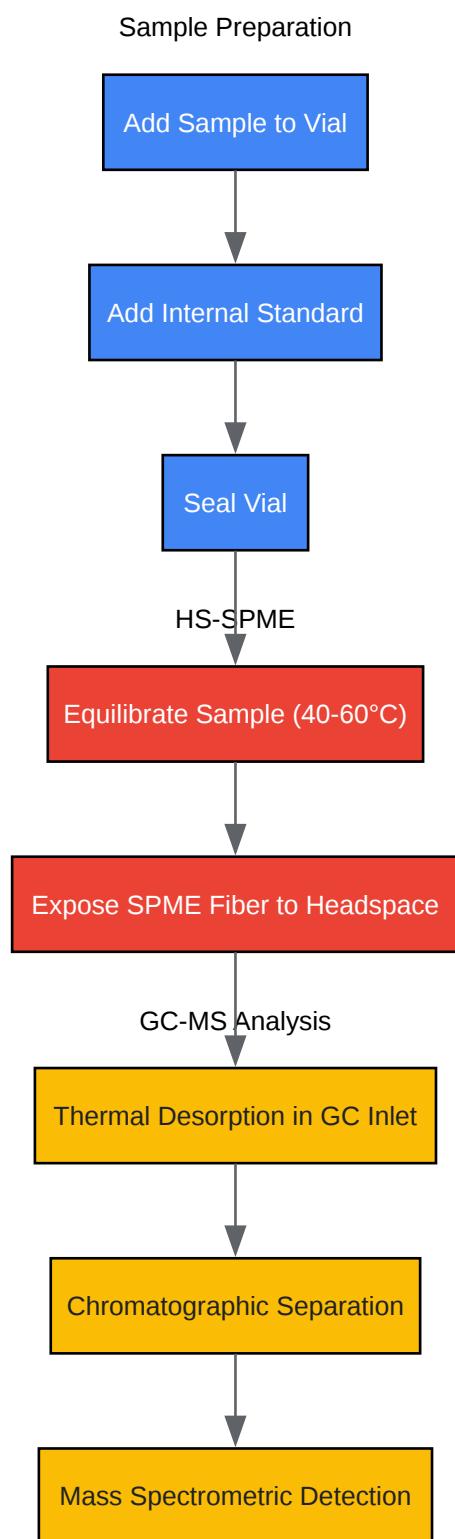 Sample Preparation
Add Sample to Vial
Add Internal Standard
Seal Vial
HS-SPME
Equilibrate Sample (40-60°C)
Expose SPME Fiber to Headspace
GC-MS Analysis
Thermal Desorption in GC Inlet
Chromatographic Separation
Mass Spectrometric Detection